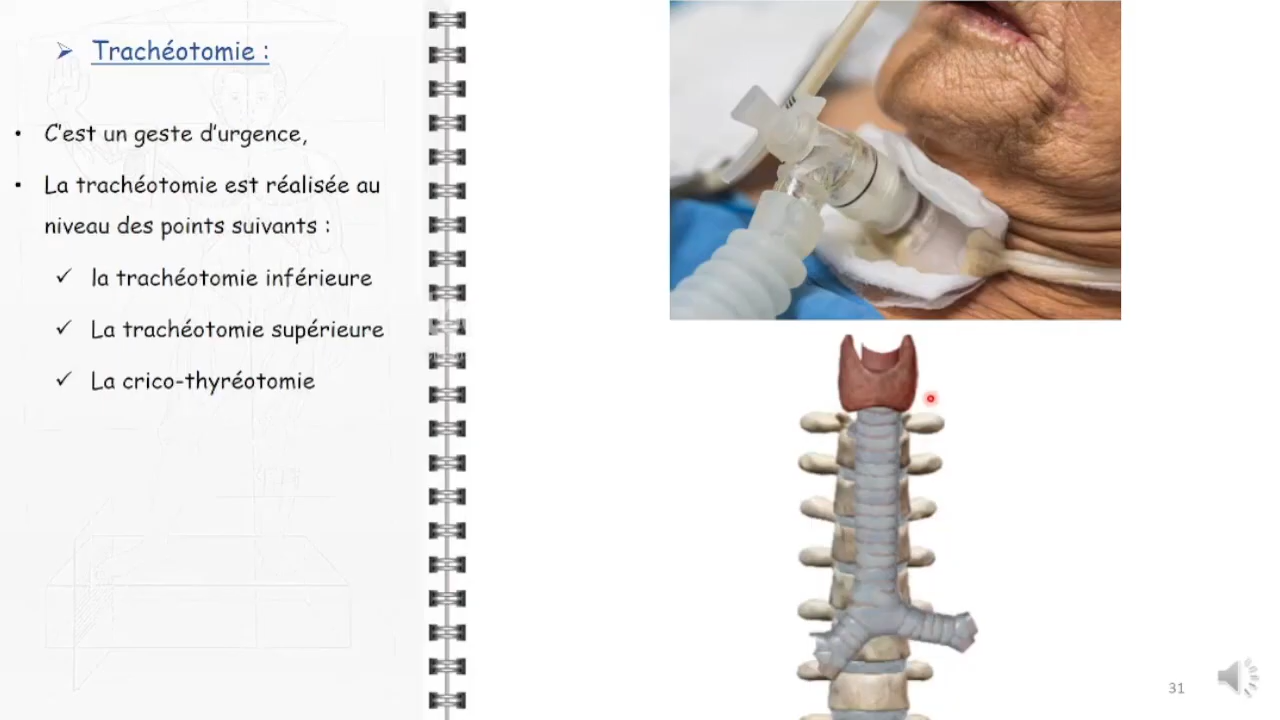 Trachéotomie :
C'est un geste d'urgence,
La trachéotomie est réalisée au
niveau des points suivants :
la trachéotomie inférieure
La trachéotomie supérieure
La crico-thyréotomie
31